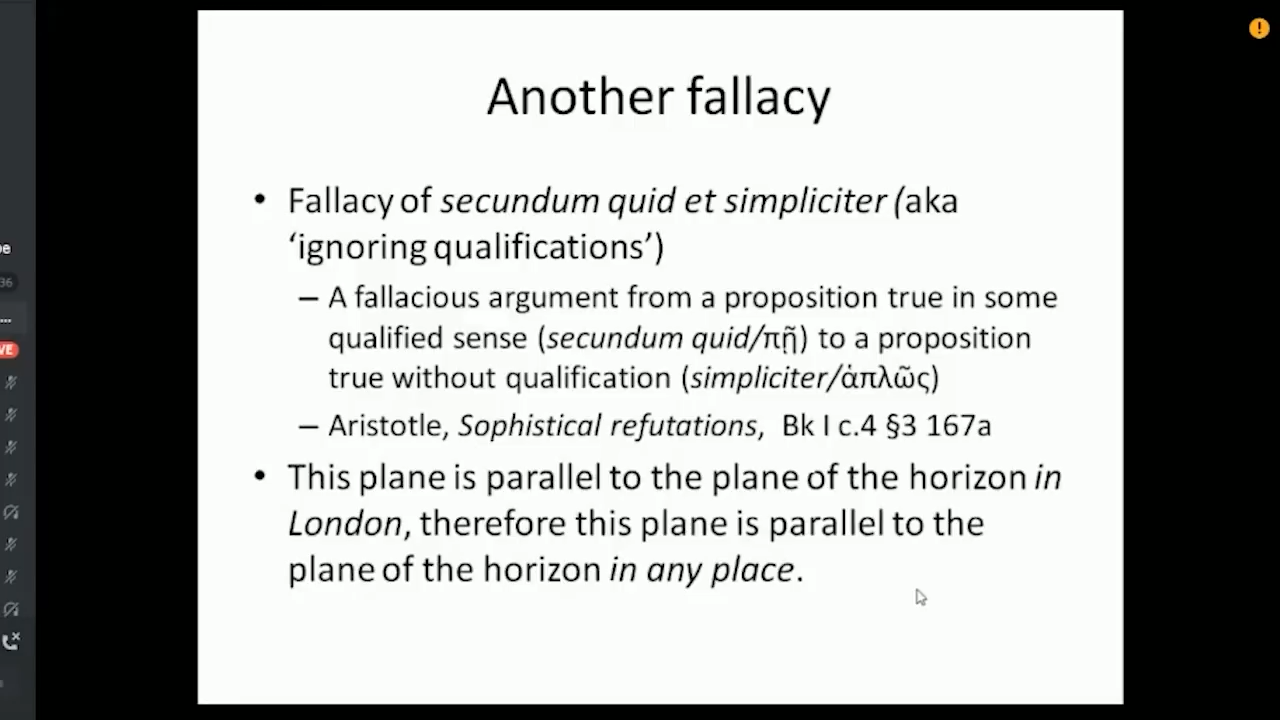 Another fallacy
• Fallacy of secundum quid et simpliciter (aka
‘ignoring qualifications’)
– A fallacious argument from a proposition true in some
qualified sense (secundum quid/πῇ) to a proposition
true without qualification (simpliciter/ἁπλῶς)
– Aristotle, Sophistical refutations, Bk I c.4 §3 167a
• This plane is parallel to the plane of the horizon in
London, therefore this plane is parallel to the
plane of the horizon in any place.
be
36
...
VE